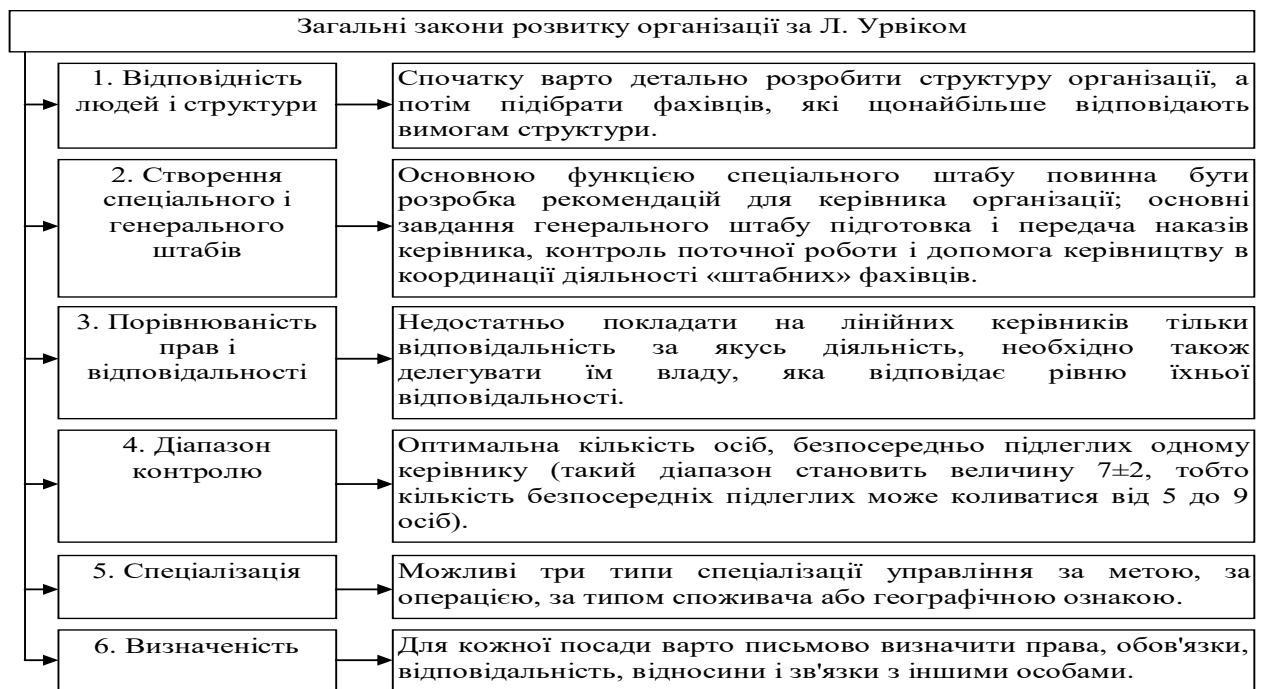 Загальні закони розвитку організації за Л. Урвіком
1. Відповідність
людей і структури
Спочатку варто детально розробити структуру організації, а
потім підібрати фахівців, які щонайбільше відповідають
вимогам структури.
2. Створення
спеціального і
генерального
штабів
Основною функцією спеціального штабу повинна бути
розробка рекомендацій для керівника організації; основні
завдання генерального штабу підготовка і передача наказів
керівника, контроль поточної роботи і допомога керівництву в
координації діяльності «штабних» фахівців.
3. Порівнюваність
прав і
відповідальності
Недостатньо покладати на лінійних керівників тільки
відповідальність за якусь діяльність, необхідно також
делегувати їм владу, яка відповідає рівню їхньої
відповідальності.
4. Діапазон
контролю
Оптимальна кількість осіб, безпосередньо підлеглих одному
керівнику (такий діапазон становить величину 7±2, тобто
кількість безпосередніх підлеглих може коливатися від 5 до 9
осіб).
5. Спеціалізація
Можливі три типи спеціалізації управління за метою, за
операцією, за типом споживача або географічною ознакою.
6. Визначеність
Для кожної посади варто письмово визначити права, обов'язки,
відповідальність, відносини і зв'язки з іншими особами.